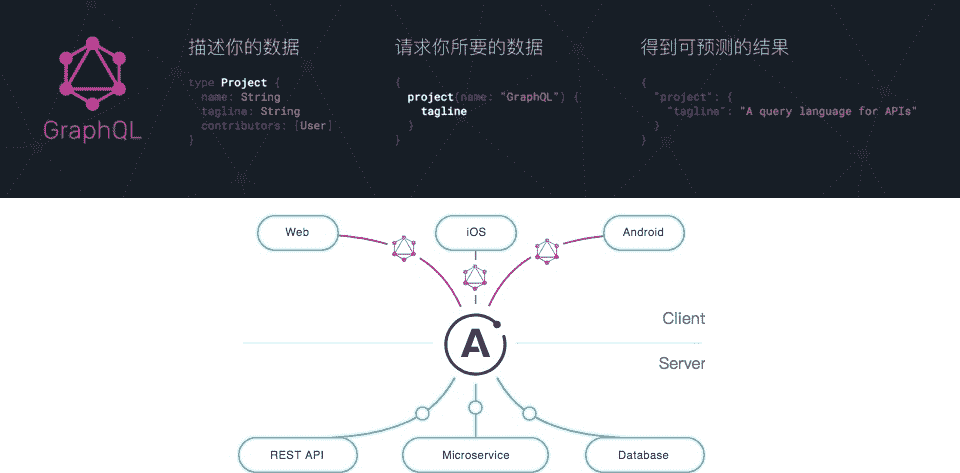 GraphQL
描述你的数据
type Project {
  name: String
  tagline: String
  contributors: [User]
}
请求你所要的数据
{
  project(name: "GraphQL") {
    tagline
  }
}
得到可预测的结果
{
  "project": {
    "tagline": "A query language for APIs"
  }
}
Web
iOS
Android
A
Client
Server
REST API
Microservice
Database